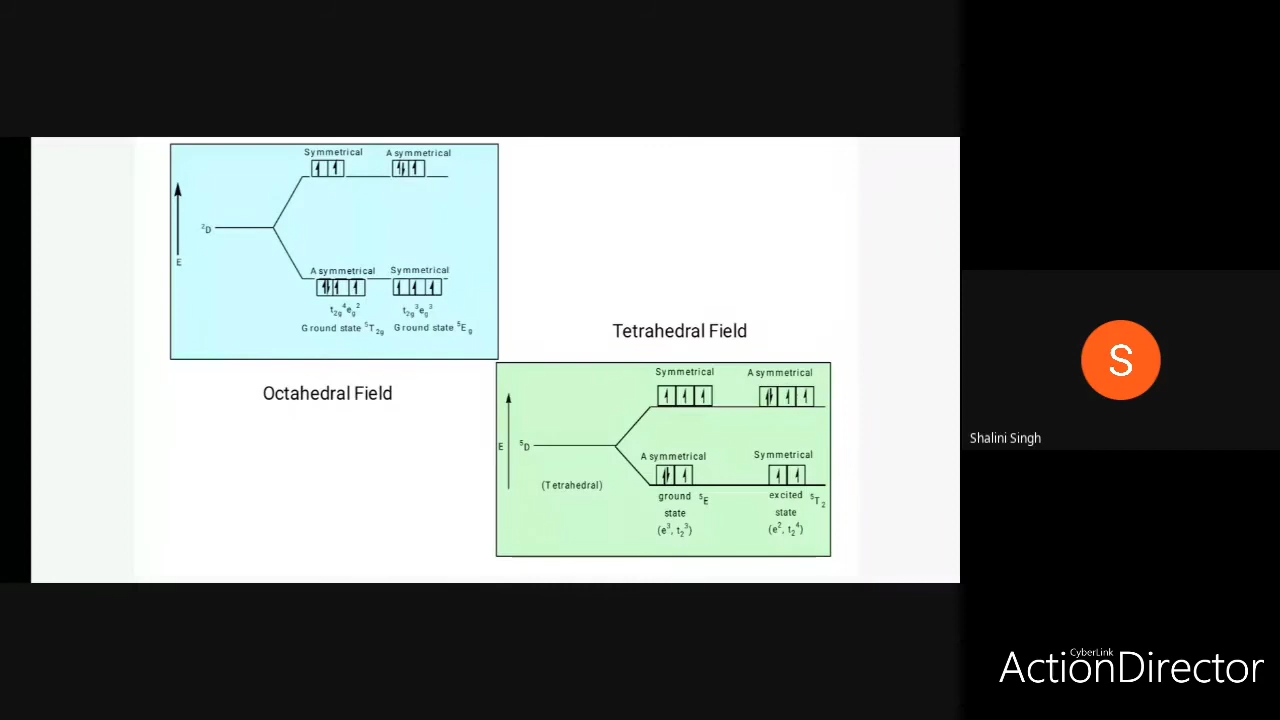 Symmetrical Asymmetrical
²D
E
Asymmetrical Symmetrical
t₂g⁴eg² t₂g³eg³
Ground state ⁵T₂g Ground state ⁵Eg
Octahedral Field
Tetrahedral Field
Symmetrical Asymmetrical
E ⁵D
Asymmetrical Symmetrical
(Tetrahedral)
ground ⁵E excited ⁵T₂
state state
(e³, t₂³) (e², t₂⁴)
S
Shalini Singh
CyberLink
ActionDirector